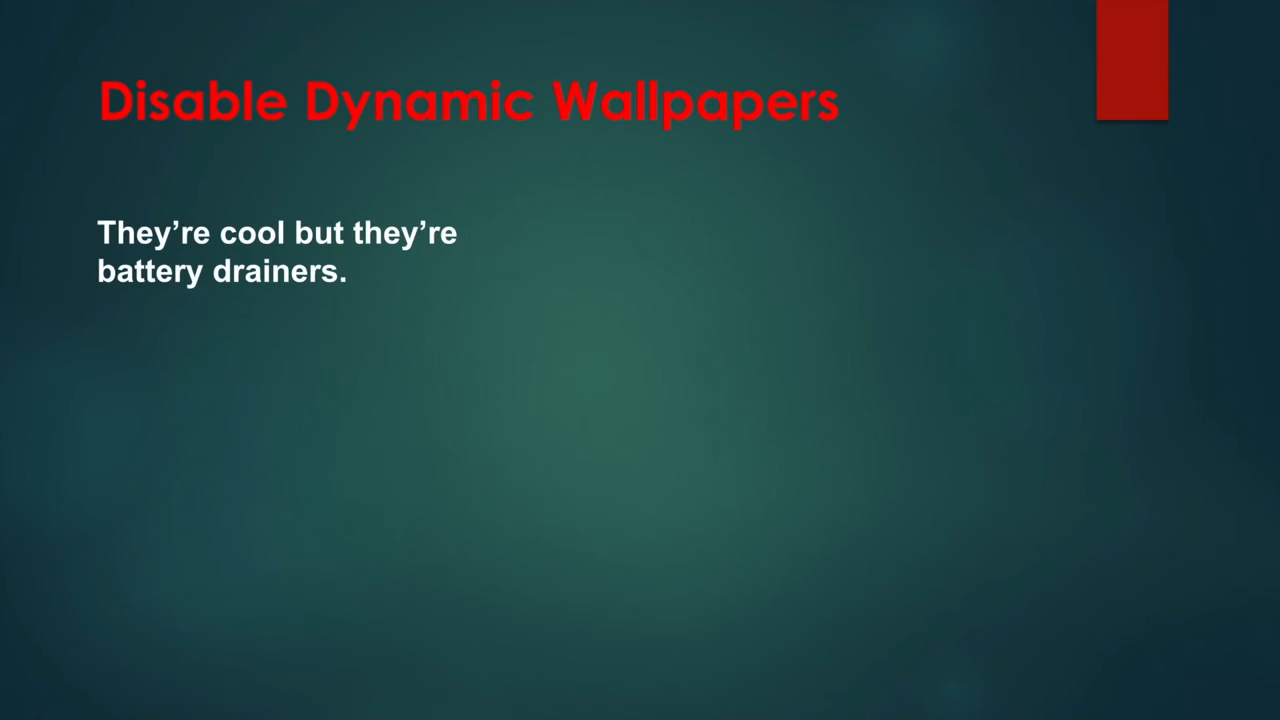 Disable Dynamic Wallpapers
They’re cool but they’re
battery drainers.